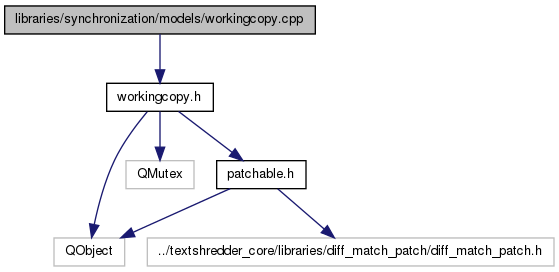 libraries/synchronization/models/workingcopy.cpp
workingcopy.h
QMutex
patchable.h
QObject
../textshredder_core/libraries/diff_match_patch/diff_match_patch.h